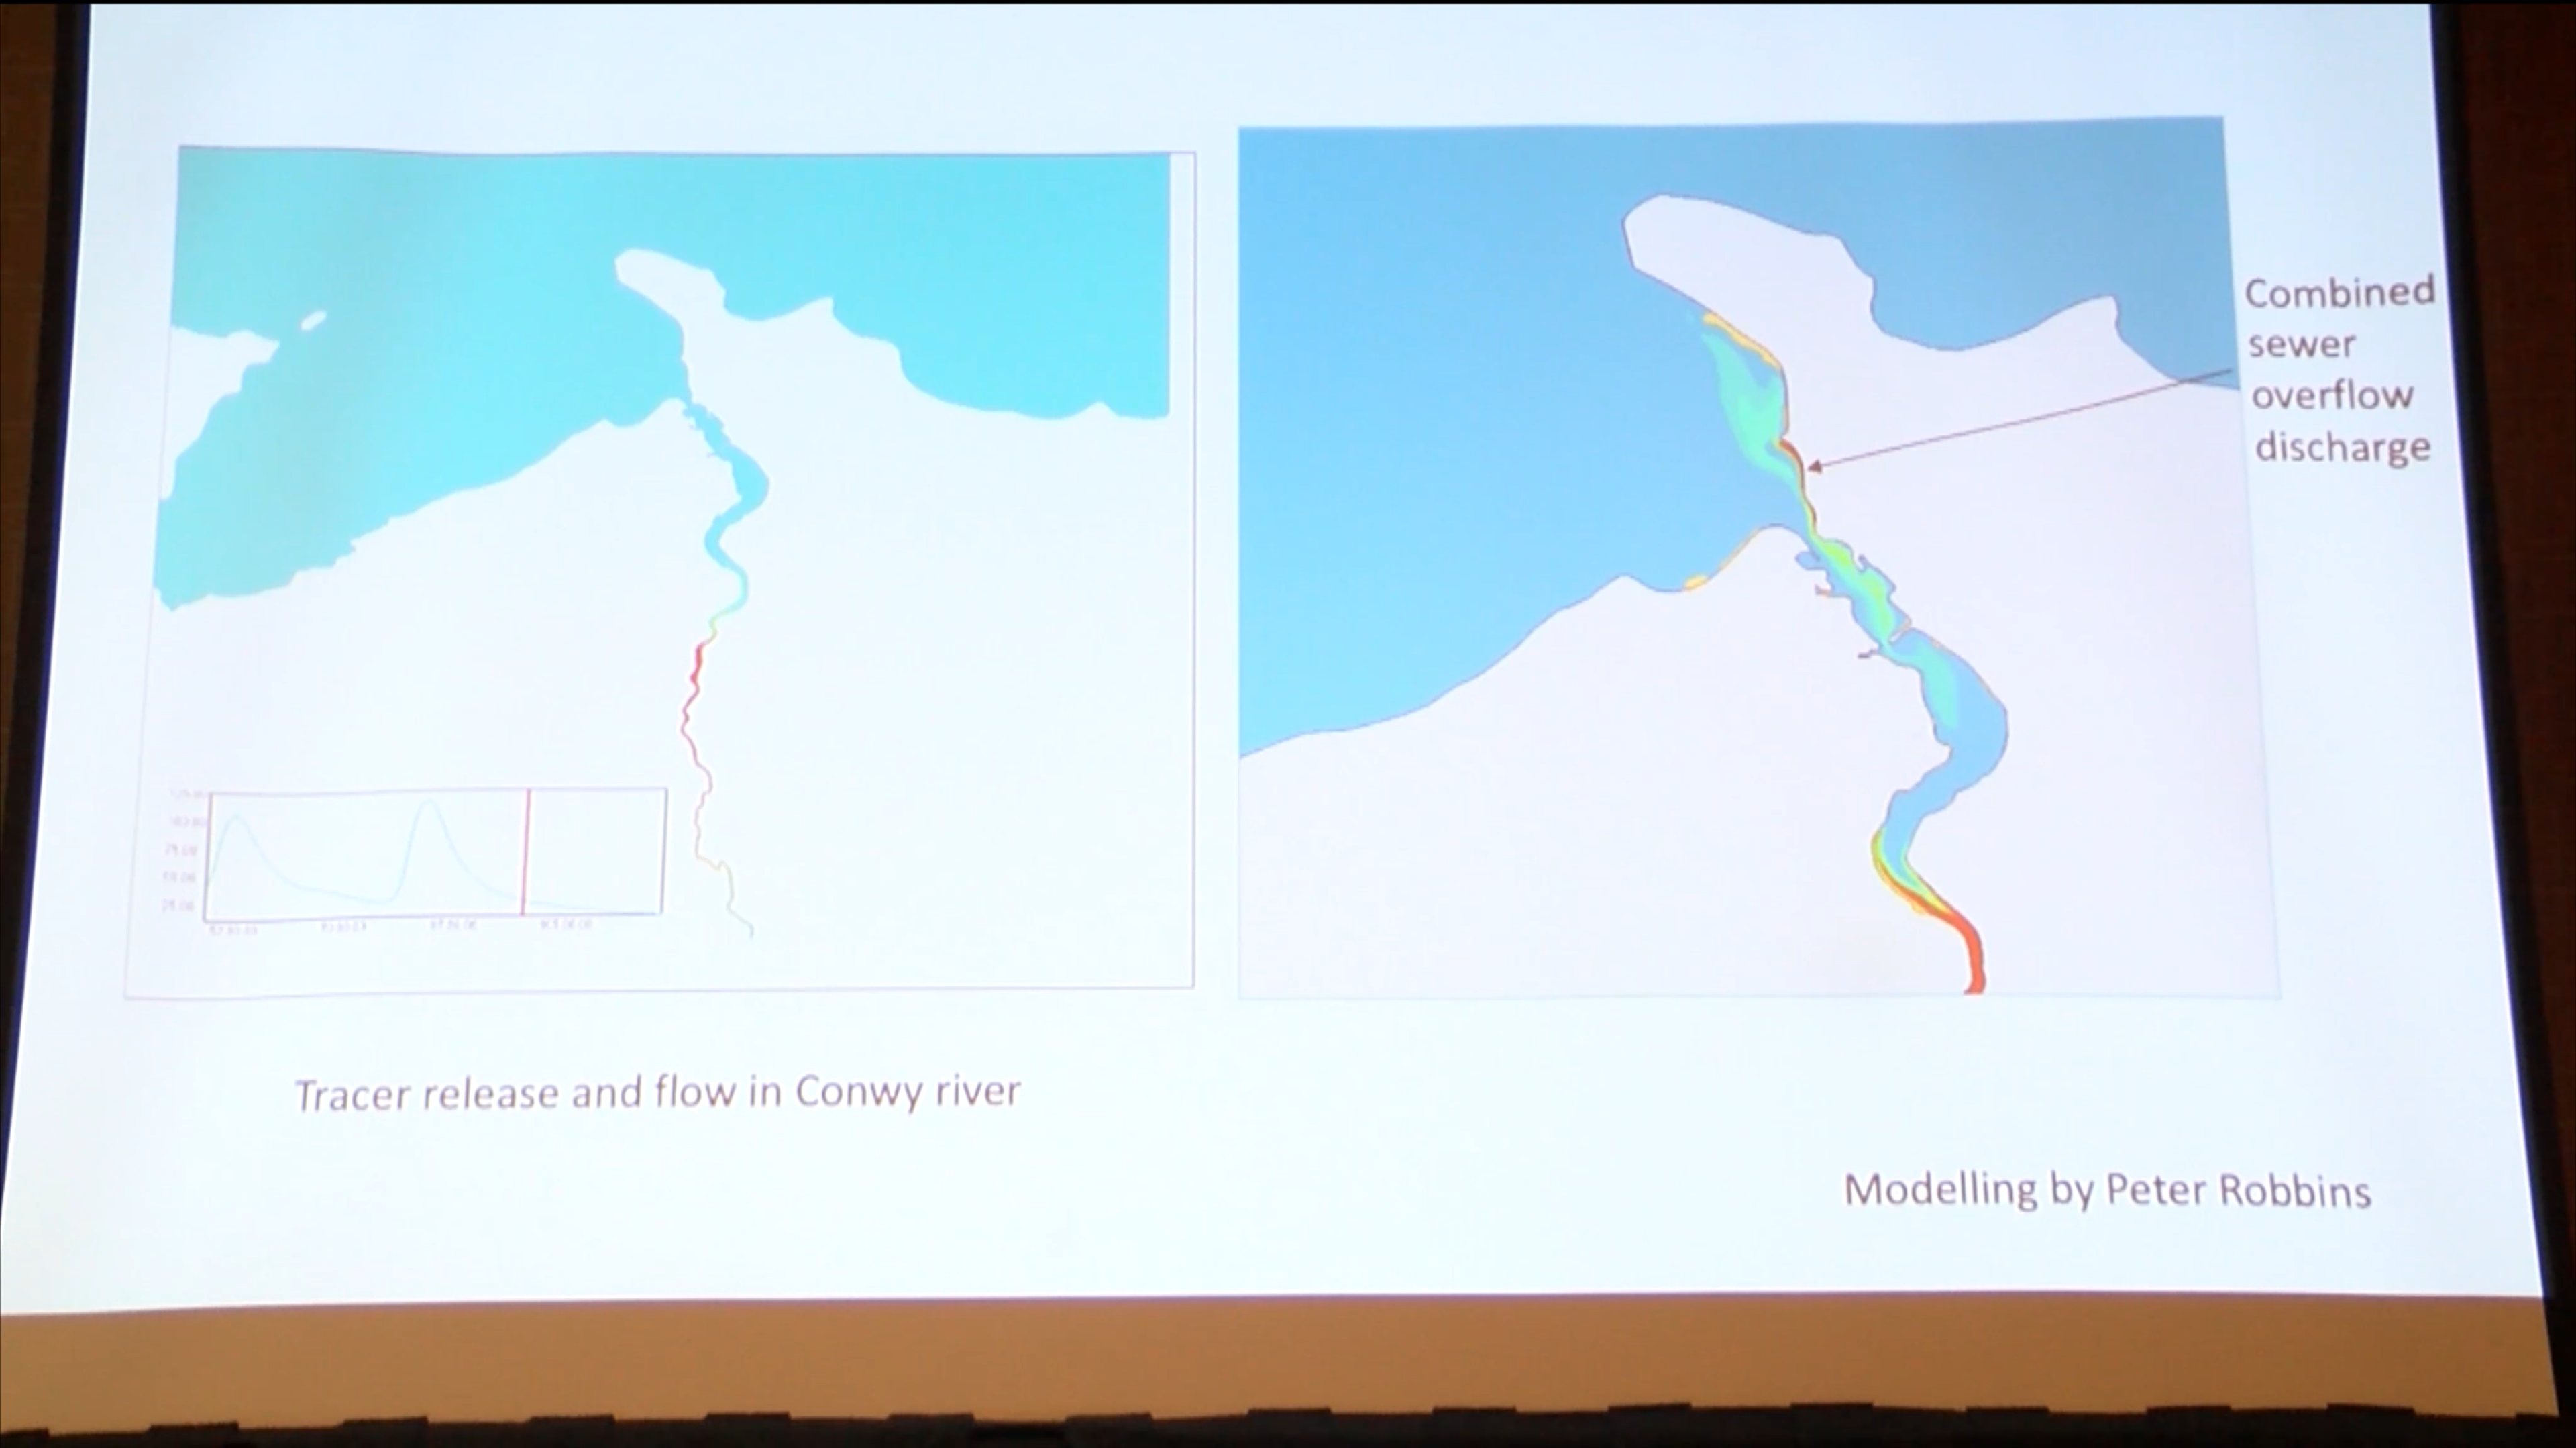 Combined
sewer
overflow
discharge
Tracer release and flow in Conwy river
Modelling by Peter Robbins